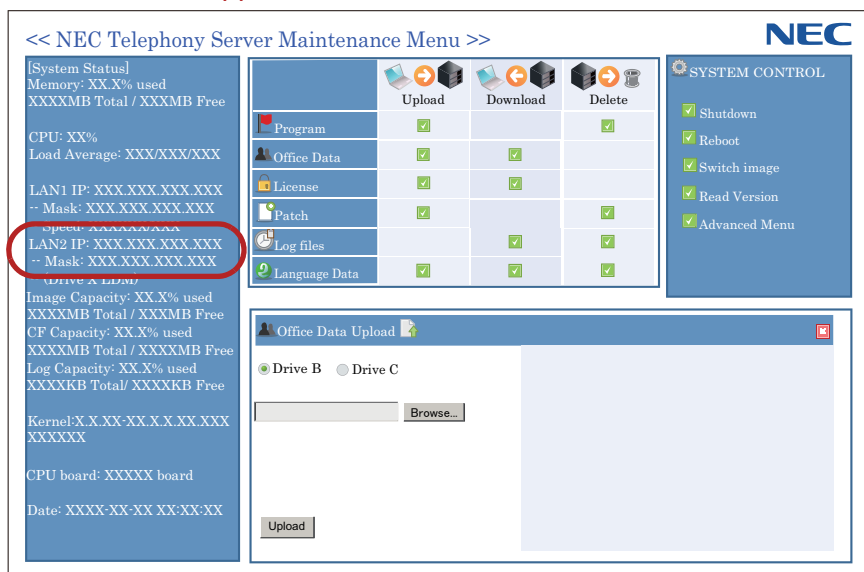 << NEC Telephony Server Maintenance Menu >>
NEC
[System Status]
Memory: XX.X% used
XXXXMB Total / XXXMB Free
CPU: XX%
Load Average: XXX/XXX/XXX
LAN1 IP: XXX.XXX.XXX.XXX
-- Mask: XXX.XXX.XXX.XXX
-- Speed: XXXXXX/XXX
LAN2 IP: XXX.XXX.XXX.XXX
-- Mask: XXX.XXX.XXX.XXX
(Drive X LDM)
Image Capacity: XX.X% used
XXXXMB Total / XXXMB Free
CF Capacity: XX.X% used
XXXXMB Total / XXXXMB Free
Log Capacity: XX.X% used
XXXXKB Total/ XXXXKB Free
Kernel:X.X.XX-XX.X.X.XX.XXX
XXXXXX
CPU board: XXXXX board
Date: XXXX-XX-XX XX:XX:XX
Upload Download Delete
Program
Office Data
License
Patch
Log files
Language Data
SYSTEM CONTROL
Shutdown
Reboot
Switch image
Read Version
Advanced Menu
Office Data Upload
Drive B Drive C
Browse...
Upload